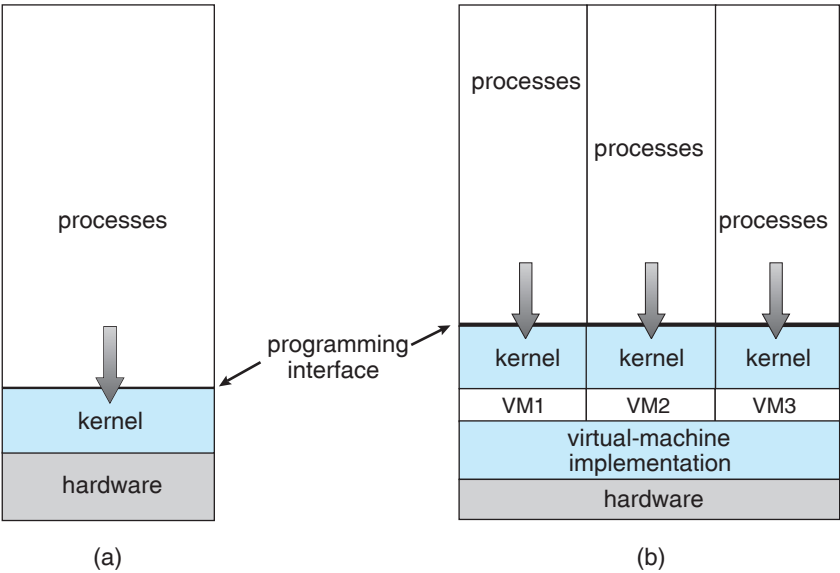 processes
programming
interface
kernel
hardware
(a)
processes
processes
processes
kernel
kernel
kernel
VM1
VM2
VM3
virtual-machine
implementation
hardware
(b)